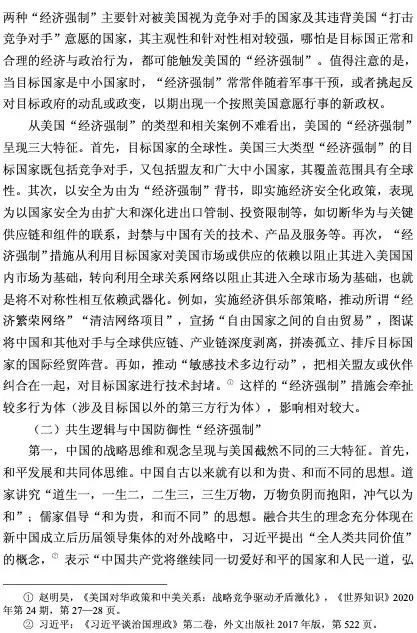 两种“经济强制”主要针对被美国视为竞争对手的国家及其违背美国“打击
竞争对手”意愿的国家，其主观性和针对性相对较强，哪怕是目标国正常和
合理的经济与政治行为，都可能触发美国的“经济强制”。值得注意的是，
当目标国家是中小国家时，“经济强制”常常伴随着军事干预，或者挑起反
对目标政府的动乱或政变，以期出现一个按照美国意愿行事的新政权。
从美国“经济强制”的类型和相关案例不难看出，美国的“经济强制”
呈现三大特征。首先，目标国家的全球性。美国三大类型“经济强制”的目
标国家既包括竞争对手，又包括盟友和广大中小国家，其覆盖范围具有全球
性。其次，以安全为由为“经济强制”背书，即实施经济安全化政策，表现
为以国家安全为由扩大和深化进出口管制、投资限制等，如切断华为与关键
供应链和组件的联系，封禁与中国有关的技术、产品及服务等。再次，“经
济强制”措施从利用目标国家对美国市场或供应的依赖以阻止其进入美国国
内市场为基础，转向利用全球关系网络以阻止其进入全球市场为基础，也就
是将不对称性相互依赖武器化。例如，实施经济俱乐部策略，推动所谓“经
济繁荣网络”“清洁网络项目”，宣扬“自由国家之间的自由贸易”，图谋
将中国和其他对手与全球供应链、产业链深度剥离，拼凑孤立、排斥目标国
家的国际经贸阵营。再如，推动“敏感技术多边行动”，把相关盟友或伙伴
纠合在一起，对目标国家进行技术封堵。① 这样的“经济强制”措施会牵扯
较多行为体（涉及目标国以外的第三方行为体），影响相对较大。
（二）共生逻辑与中国防御性“经济强制”
第一，中国的战略思维和观念呈现与美国截然不同的三大特征。首先，
和平发展和共同体思维。中国自古以来就有以和为贵、和而不同的思想。道
家讲究“道生一，一生二，二生三，三生万物，万物负阴而抱阳，冲气以为
和”；儒家倡导“和为贵，和而不同”的思想。融合共生的理念充分体现在
新中国成立后历届领导集体的对外战略中，习近平提出“全人类共同价值”
的概念，② 表示“中国共产党将继续同一切爱好和平的国家和人民一道，弘
① 赵明昊，《美国对华政策和中美关系：战略竞争驱动矛盾激化》，《世界知识》2020
年第 24 期，第 27—28 页。
② 习近平：《习近平谈治国理政》第二卷，外文出版社 2017 年版，第 522 页。